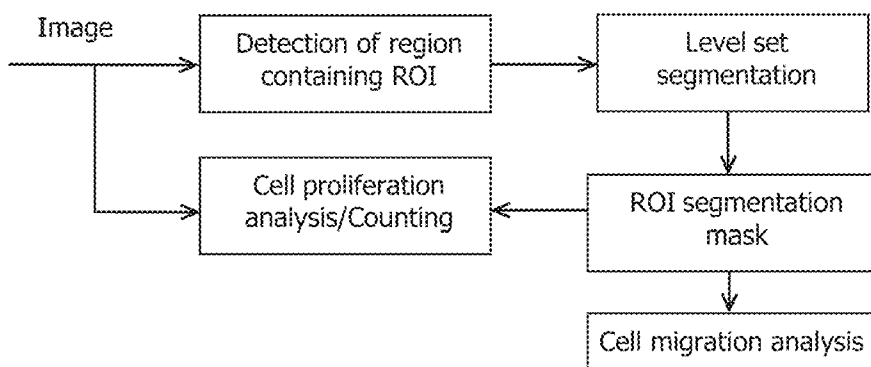 Image
Detection of region
containing ROI
Level set
segmentation
Cell proliferation
analysis/Counting
ROI segmentation
mask
Cell migration analysis